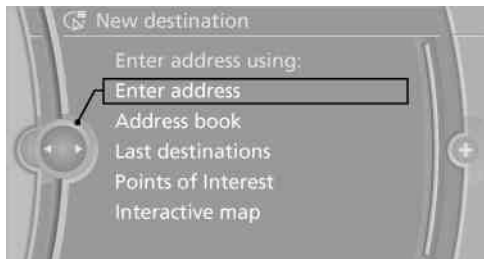 New destination
Enter address using:
Enter address
Address book
Last destinations
Points of Interest
Interactive map